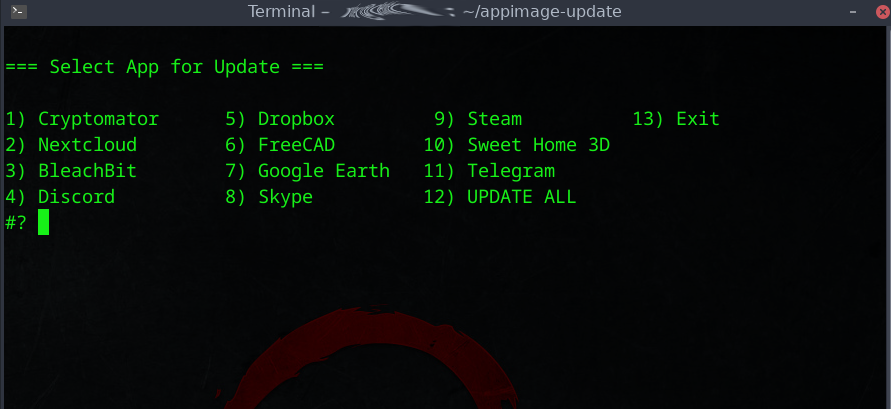 Terminal – ~/appimage-update
=== Select App for Update ===
1) Cryptomator 5) Dropbox 9) Steam 13) Exit
2) Nextcloud 6) FreeCAD 10) Sweet Home 3D
3) BleachBit 7) Google Earth 11) Telegram
4) Discord 8) Skype 12) UPDATE ALL
#?